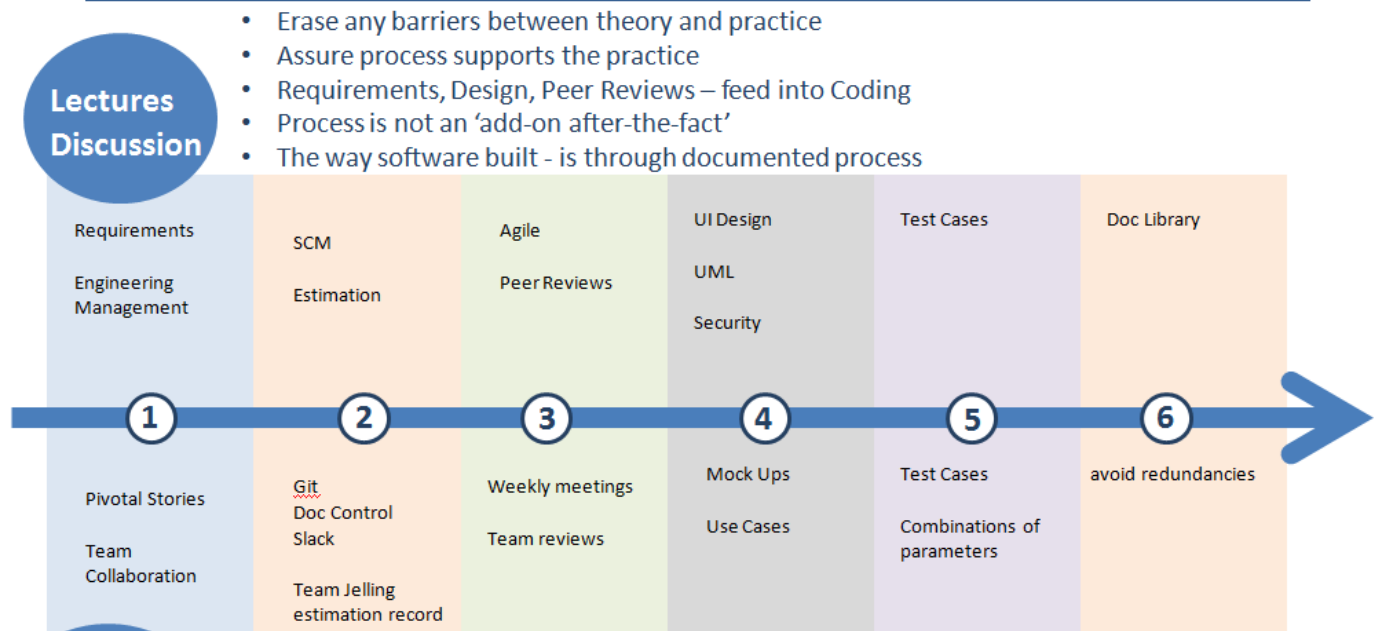 • Erase any barriers between theory and practice
• Assure process supports the practice
• Requirements, Design, Peer Reviews – feed into Coding
• Process is not an ‘add-on after-the-fact’
• The way software built - is through documented process
Lectures
Discussion
Requirements
Engineering
Management
SCM
Estimation
Agile
Peer Reviews
UI Design
UML
Security
Test Cases
Doc Library
1
2
3
4
5
6
Pivotal Stories
Team
Collaboration
Git
Doc Control
Slack
Team Jelling
estimation record
Weekly meetings
Team reviews
Mock Ups
Use Cases
Test Cases
Combinations of
parameters
avoid redundancies